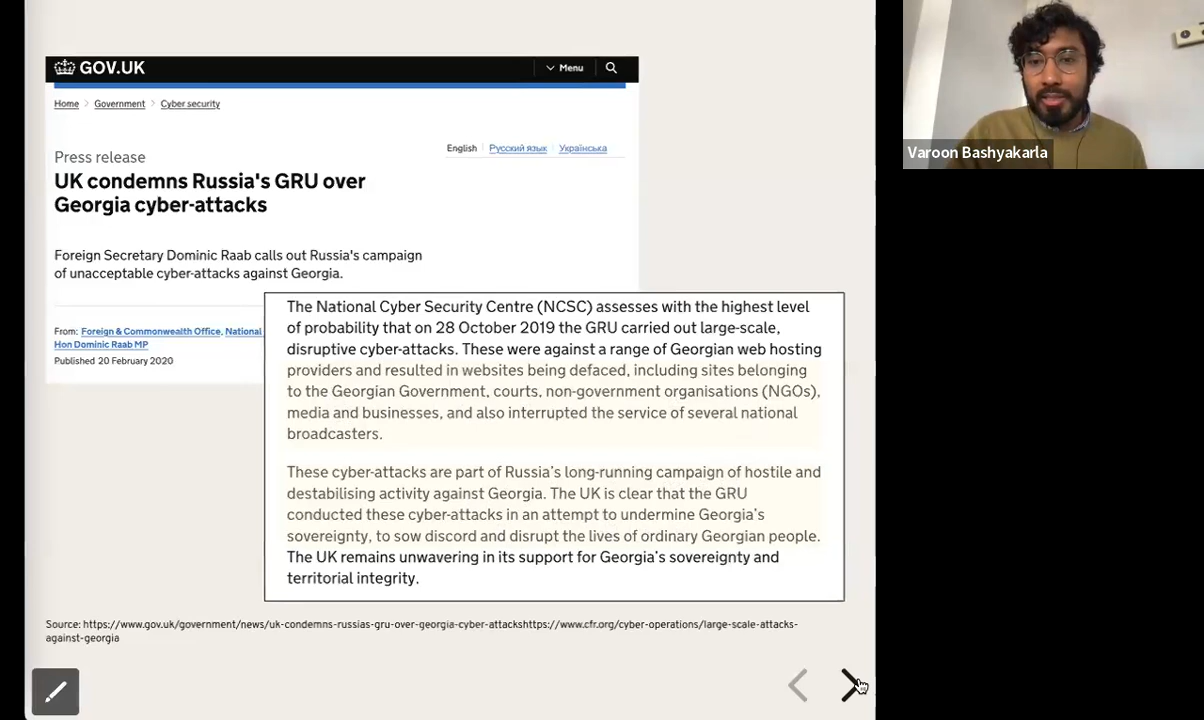 GOV.UK
Menu
Home Government Cyber security
English Русский язык Українська
Press release
UK condemns Russia's GRU over
Georgia cyber-attacks
Foreign Secretary Dominic Raab calls out Russia's campaign
of unacceptable cyber-attacks against Georgia.
From: Foreign & Commonwealth Office, National
Hon Dominic Raab MP
Published 20 February 2020
The National Cyber Security Centre (NCSC) assesses with the highest level
of probability that on 28 October 2019 the GRU carried out large-scale,
disruptive cyber-attacks. These were against a range of Georgian web hosting
providers and resulted in websites being defaced, including sites belonging
to the Georgian Government, courts, non-government organisations (NGOs),
media and businesses, and also interrupted the service of several national
broadcasters.
These cyber-attacks are part of Russia's long-running campaign of hostile and
destabilising activity against Georgia. The UK is clear that the GRU
conducted these cyber-attacks in an attempt to undermine Georgia's
sovereignty, to sow discord and disrupt the lives of ordinary Georgian people.
The UK remains unwavering in its support for Georgia's sovereignty and
territorial integrity.
Source: https://www.gov.uk/government/news/uk-condemns-russias-gru-over-georgia-cyber-attackshttps://www.cfr.org/cyber-operations/large-scale-attacks-
against-georgia
Varoon Bashyakarla